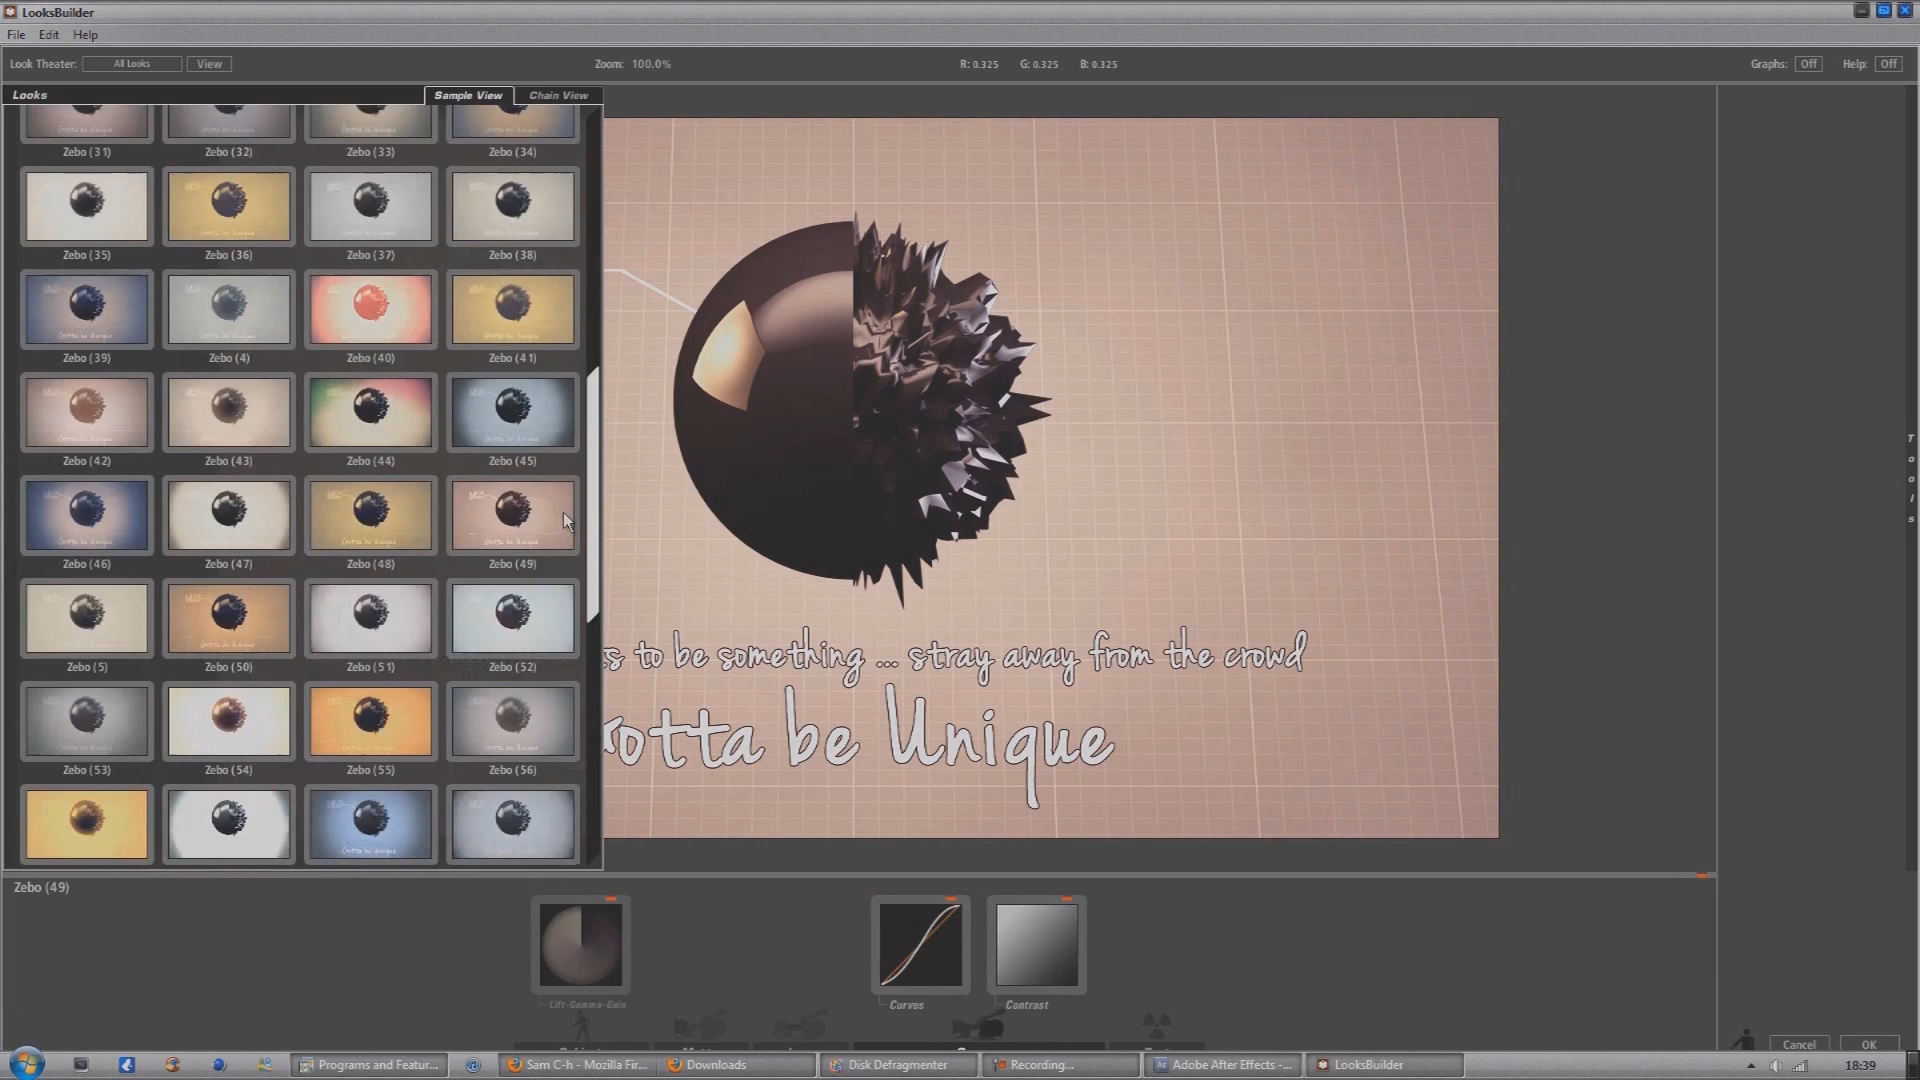 LooksBuilder
File Edit Help
Look Theater: All Looks View Zoom: 100.0% R: 0.325 G: 0.325 B: 0.325 Graphs: Off Help: Off
Looks Sample View Chain View
Zebo (31) Zebo (32) Zebo (33) Zebo (34)
Zebo (35) Zebo (36) Zebo (37) Zebo (38)
Zebo (39) Zebo (4) Zebo (40) Zebo (41)
Zebo (42) Zebo (43) Zebo (44) Zebo (45)
Zebo (46) Zebo (47) Zebo (48) Zebo (49)
Zebo (5) Zebo (50) Zebo (51) Zebo (52)
Zebo (53) Zebo (54) Zebo (55) Zebo (56)
Tools
to be something ... stray away from the crowd
otta be Unique
Zebo (49)
Lift-Gamma-Gain Curves Contrast
Cancel OK
Programs and Featur... Sam C-h - Mozilla Fir... Downloads Disk Defragmenter Recording... Adobe After Effects -... LooksBuilder 18:39